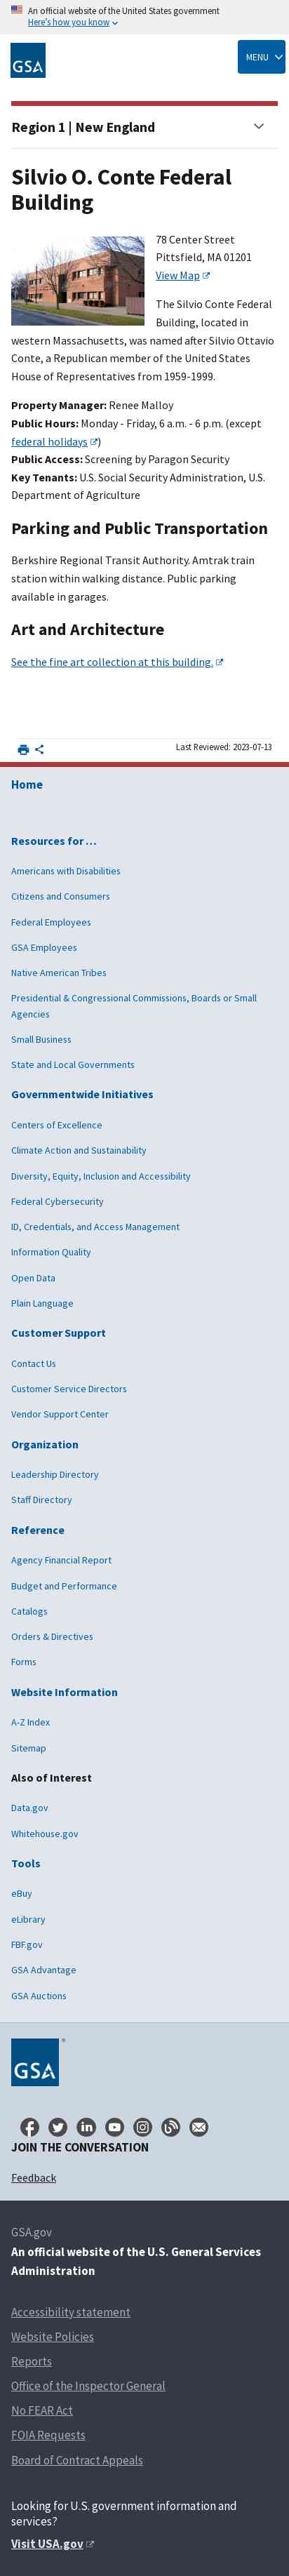 An official website of the United States government
Here's how you know
GSA
MENU
Region 1 | New England
Silvio O. Conte Federal
Building
78 Center Street
Pittsfield, MA 01201
View Map
The Silvio Conte Federal
Building, located in
western Massachusetts, was named after Silvio Ottavio
Conte, a Republican member of the United States
House of Representatives from 1959-1999.
Property Manager: Renee Malloy
Public Hours: Monday - Friday, 6 a.m. - 6 p.m. (except
federal holidays)
Public Access: Screening by Paragon Security
Key Tenants: U.S. Social Security Administration, U.S.
Department of Agriculture
Parking and Public Transportation
Berkshire Regional Transit Authority. Amtrak train
station within walking distance. Public parking
available in garages.
Art and Architecture
See the fine art collection at this building.
Last Reviewed: 2023-07-13
Home
Resources for …
Americans with Disabilities
Citizens and Consumers
Federal Employees
GSA Employees
Native American Tribes
Presidential & Congressional Commissions, Boards or Small
Agencies
Small Business
State and Local Governments
Governmentwide Initiatives
Centers of Excellence
Climate Action and Sustainability
Diversity, Equity, Inclusion and Accessibility
Federal Cybersecurity
ID, Credentials, and Access Management
Information Quality
Open Data
Plain Language
Customer Support
Contact Us
Customer Service Directors
Vendor Support Center
Organization
Leadership Directory
Staff Directory
Reference
Agency Financial Report
Budget and Performance
Catalogs
Orders & Directives
Forms
Website Information
A-Z Index
Sitemap
Also of Interest
Data.gov
Whitehouse.gov
Tools
eBuy
eLibrary
FBF.gov
GSA Advantage
GSA Auctions
GSA
JOIN THE CONVERSATION
Feedback
GSA.gov
An official website of the U.S. General Services
Administration
Accessibility statement
Website Policies
Reports
Office of the Inspector General
No FEAR Act
FOIA Requests
Board of Contract Appeals
Looking for U.S. government information and
services?
Visit USA.gov